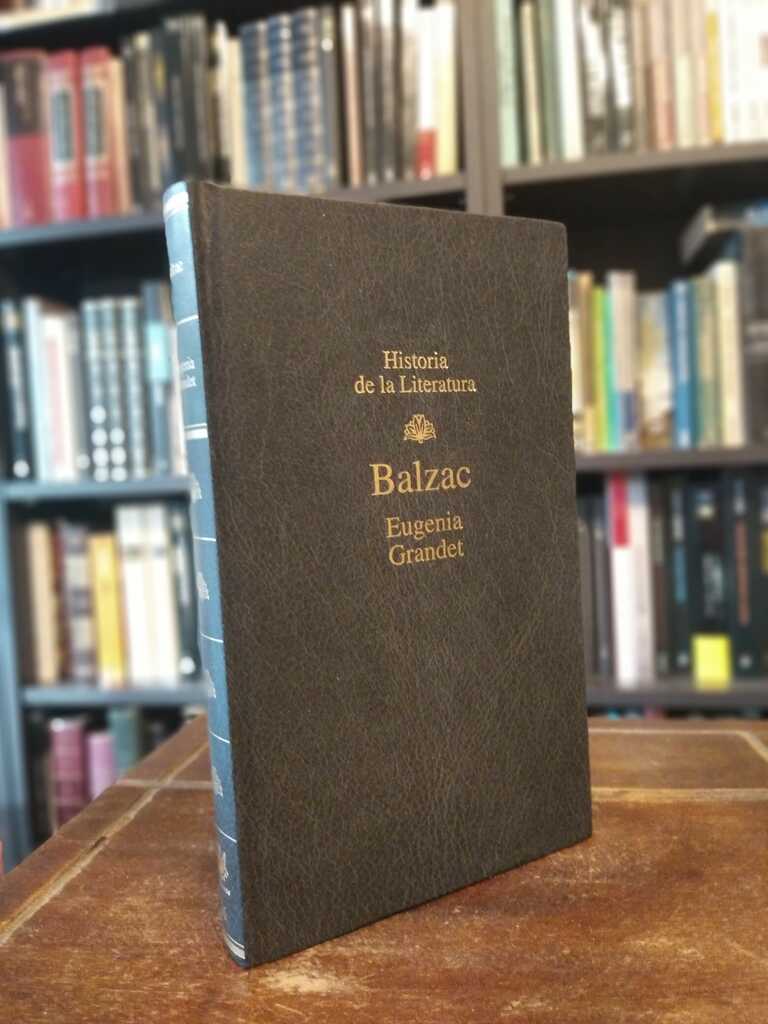 Historia
de la Literatura
Balzac
Eugenia
Grandet